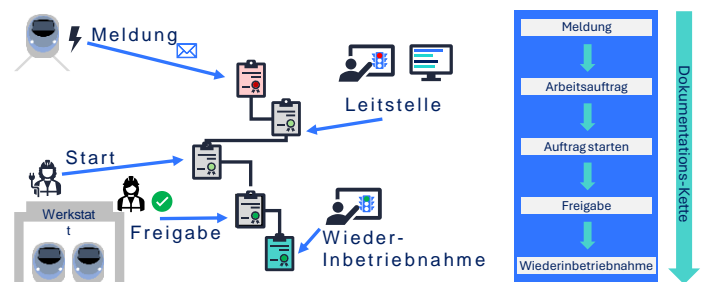 Meldung
Leitstelle
Start
Werkstat
t
Freigabe
Wieder-
Inbetriebnahme
Meldung
Arbeitsauftrag
Auftrag starten
Freigabe
Wiederinbetriebnahme
Dokumentations-Kette